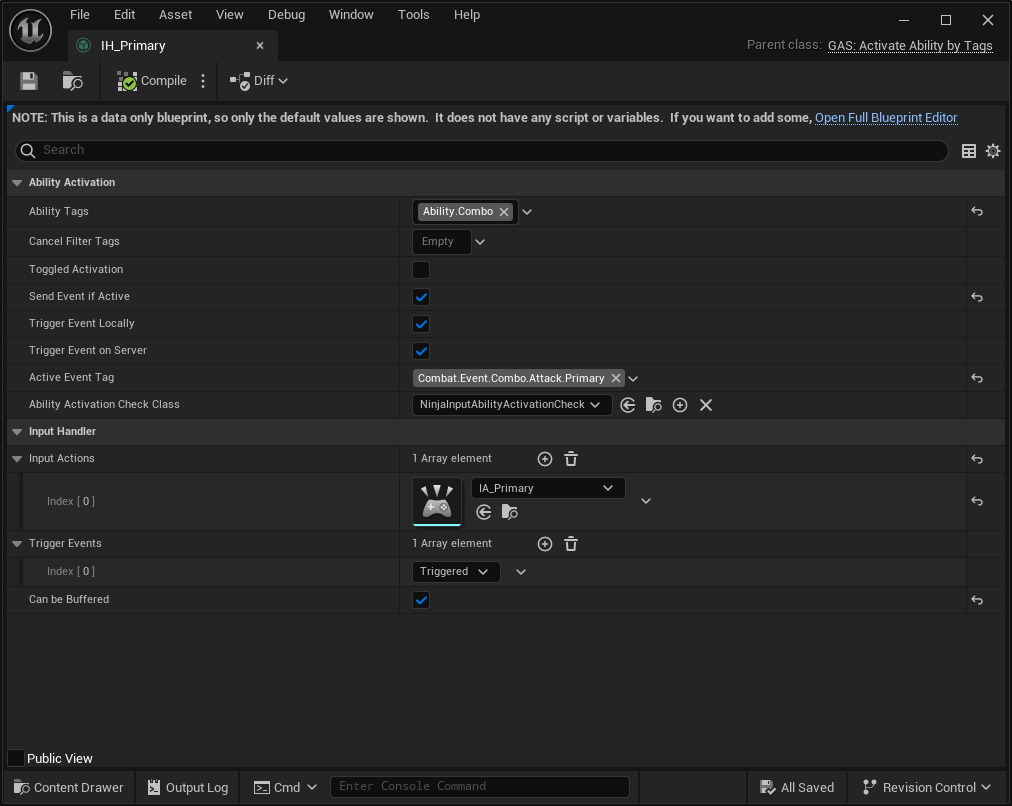 File Edit Asset View Debug Window Tools Help
IH_Primary
Parent class: GAS: Activate Ability by Tags
Compile Diff
NOTE: This is a data only blueprint, so only the default values are shown. It does not have any script or variables. If you want to add some, Open Full Blueprint Editor
Search
Ability Activation
Ability Tags Ability.Combo
Cancel Filter Tags Empty
Toggled Activation
Send Event if Active
Trigger Event Locally
Trigger Event on Server
Active Event Tag Combat.Event.Combo.Attack.Primary
Ability Activation Check Class NinjaInputAbilityActivationCheck
Input Handler
Input Actions 1 Array element
Index [ 0 ] IA_Primary
Trigger Events 1 Array element
Index [ 0 ] Triggered
Can be Buffered
Public View
Content Drawer Output Log Cmd Enter Console Command All Saved Revision Control